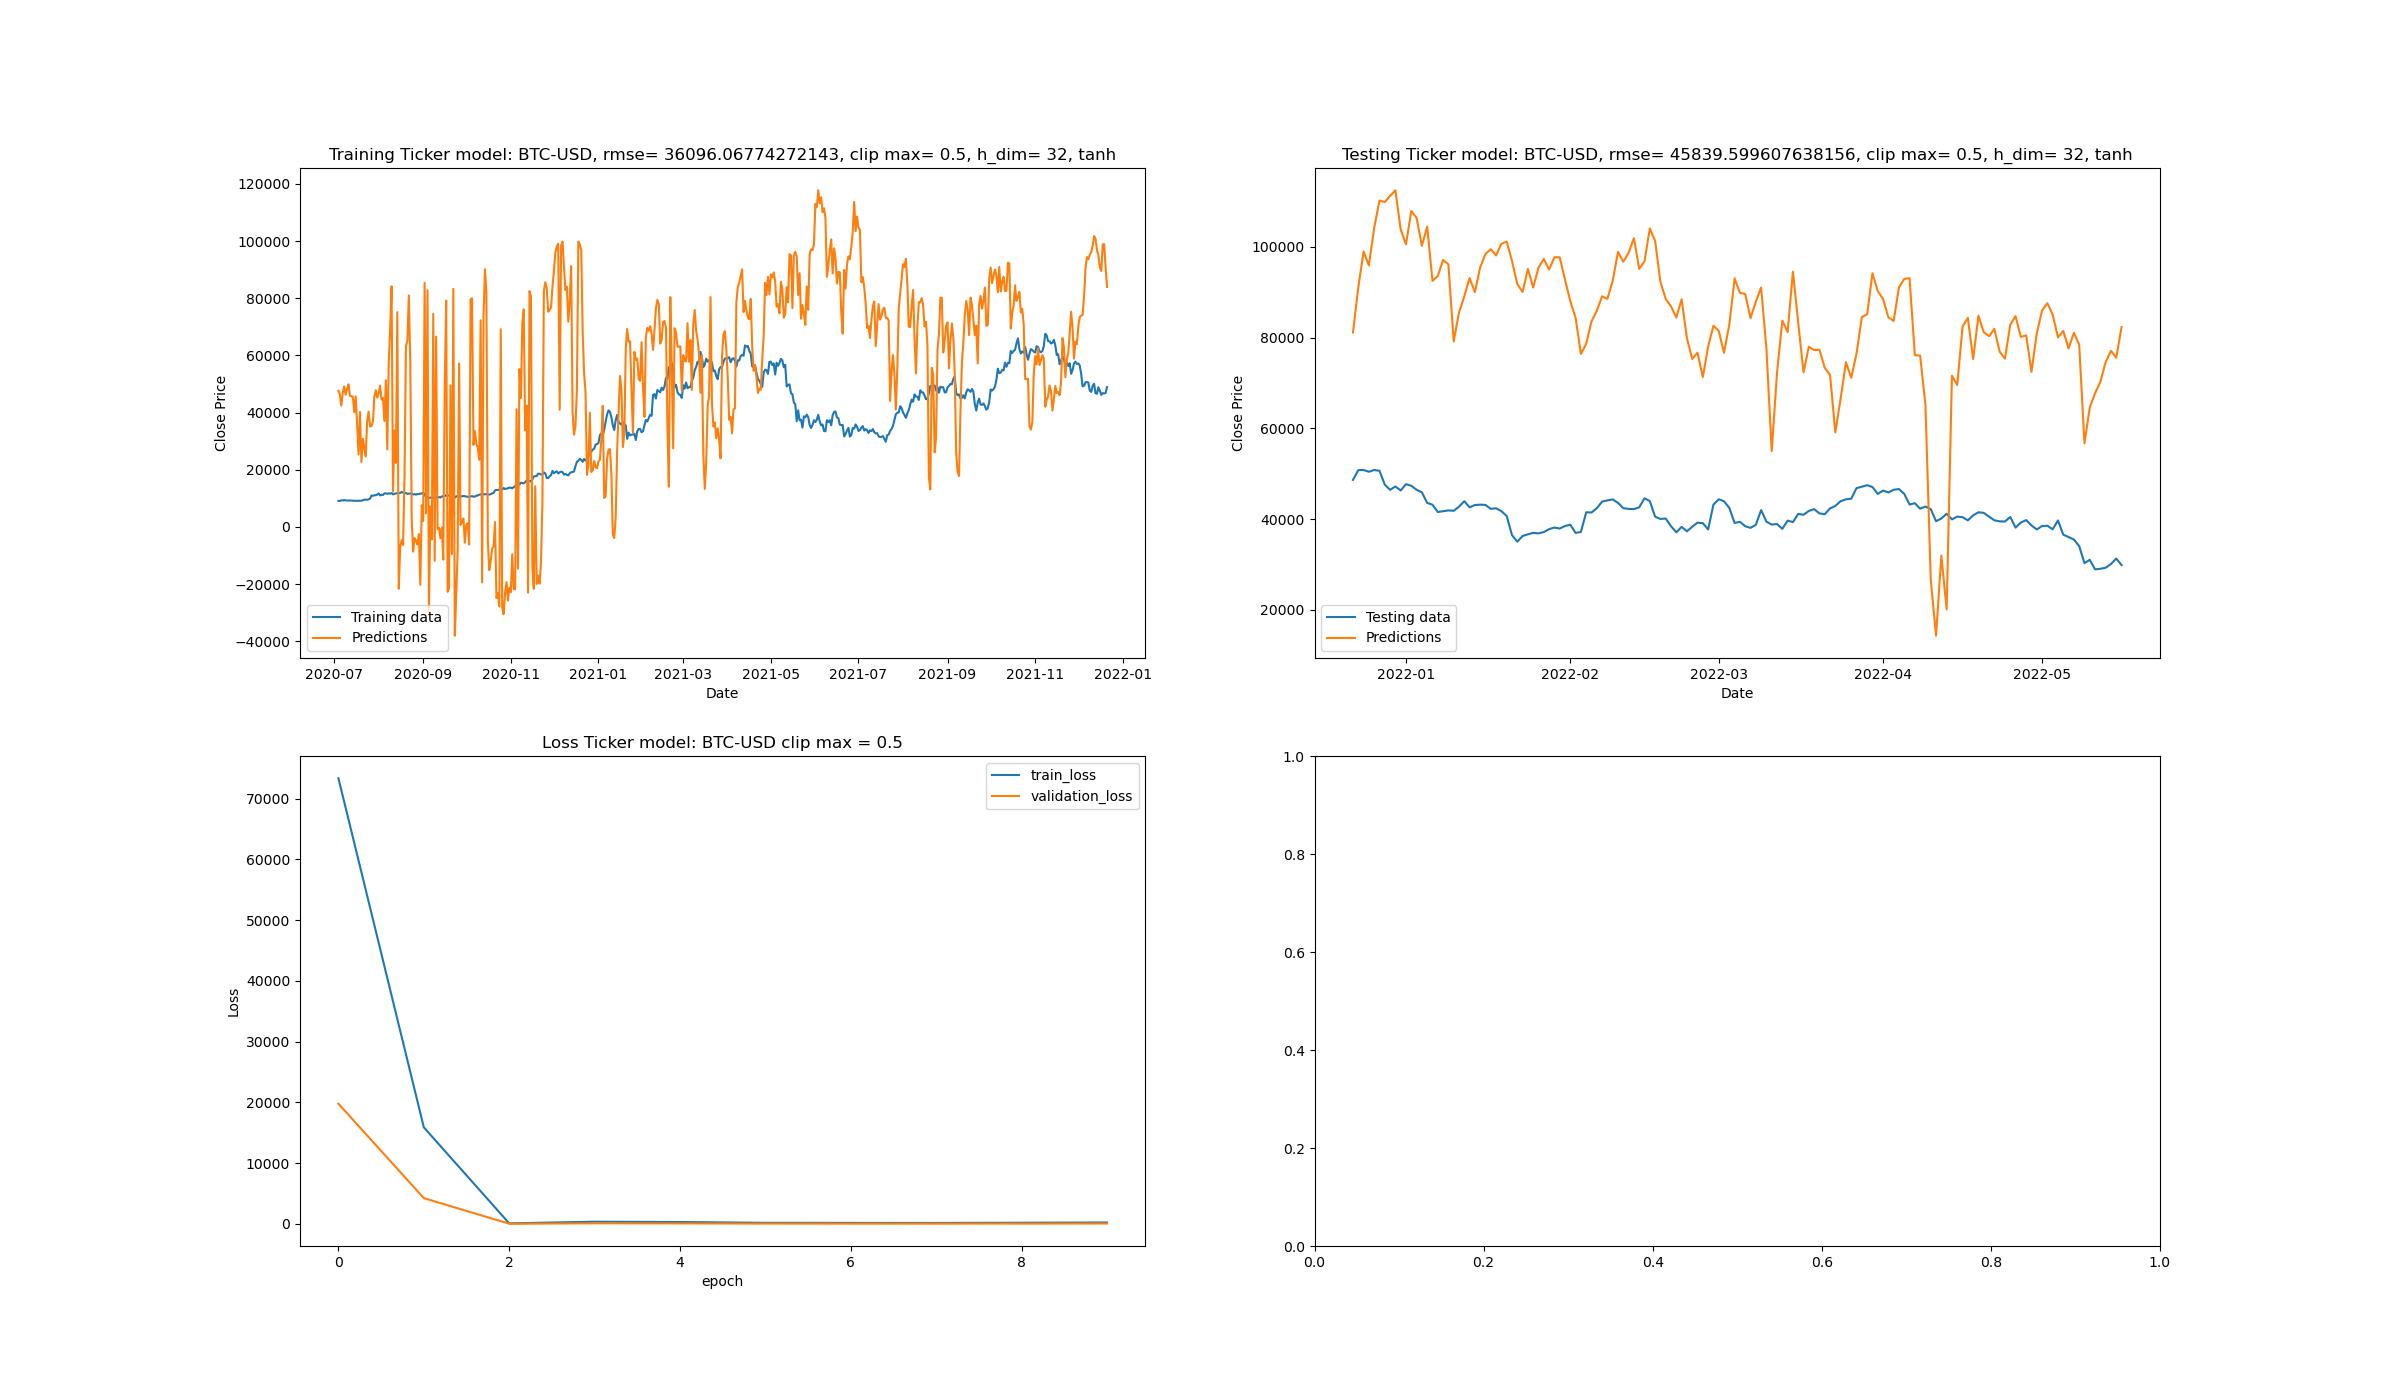 Training Ticker model: BTC-USD, rmse= 36096.06774272143, clip max= 0.5, h_dim= 32, tanh
Close Price
120000
100000
80000
60000
40000
20000
0
−20000
−40000
Training data
Predictions
2020-07 2020-09 2020-11 2021-01 2021-03 2021-05 2021-07 2021-09 2021-11 2022-01
Date
Testing Ticker model: BTC-USD, rmse= 45839.599607638156, clip max= 0.5, h_dim= 32, tanh
Close Price
100000
80000
60000
40000
20000
Testing data
Predictions
2022-01 2022-02 2022-03 2022-04 2022-05
Date
Loss Ticker model: BTC-USD clip max = 0.5
Loss
70000
60000
50000
40000
30000
20000
10000
0
train_loss
validation_loss
0 2 4 6 8
epoch
1.0
0.8
0.6
0.4
0.2
0.0
0.0 0.2 0.4 0.6 0.8 1.0